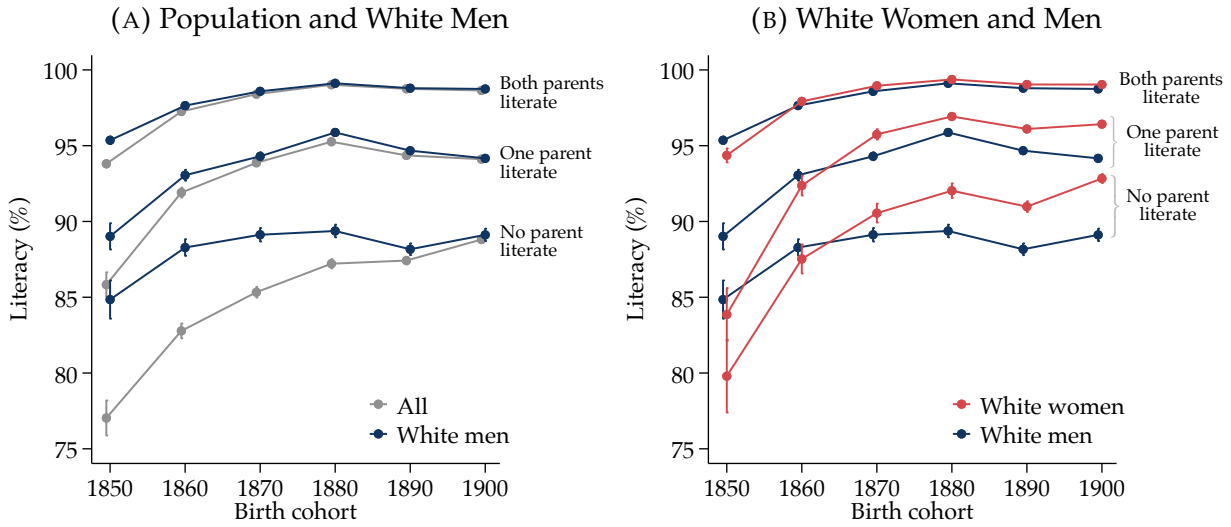 (A) Population and White Men
100
95
90
85
80
75
Literacy (%)
Both parents
literate
One parent
literate
No parent
literate
All
White men
1850 1860 1870 1880 1890 1900
Birth cohort
(B) White Women and Men
100
95
90
85
80
75
Literacy (%)
Both parents
literate
One parent
literate
No parent
literate
White women
White men
1850 1860 1870 1880 1890 1900
Birth cohort